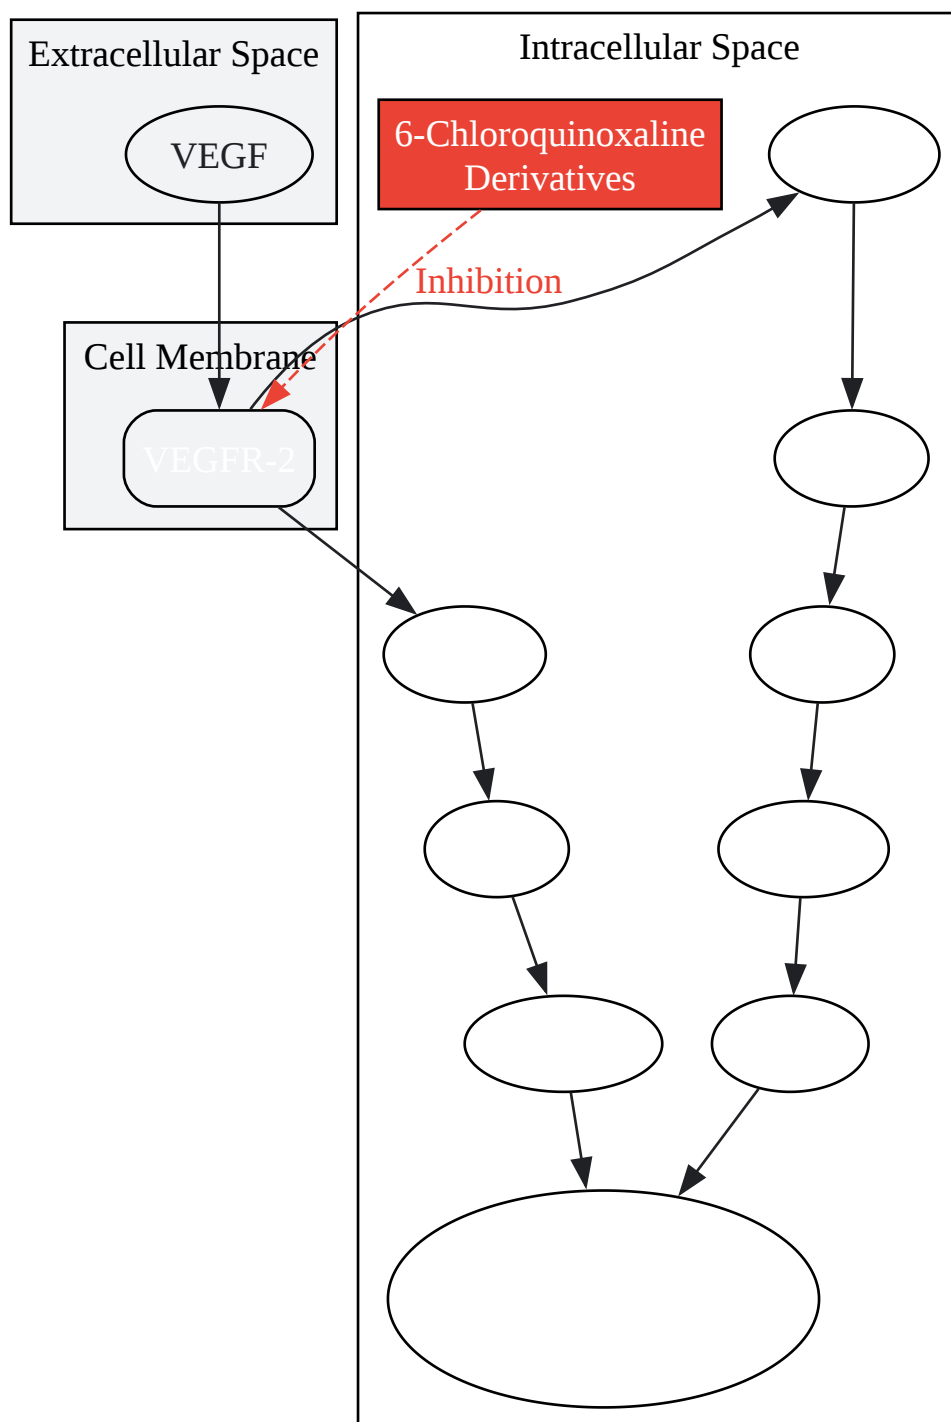 Extracellular Space
VEGF
Intracellular Space
6-Chloroquinoxaline
Derivatives
Inhibition
Cell Membrane
VEGFR-2